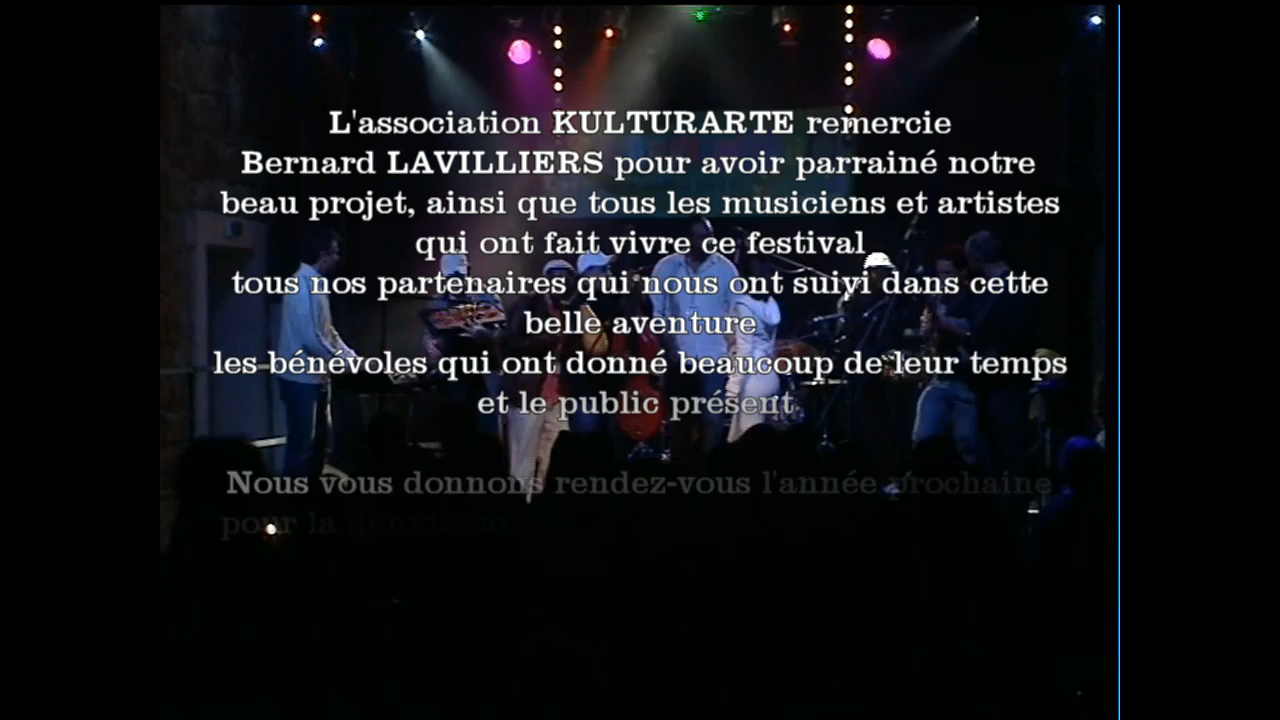 L'association KULTURARTE remercie
Bernard LAVILLIERS pour avoir parrainé notre
beau projet, ainsi que tous les musiciens et artistes
qui ont fait vivre ce festival
tous nos partenaires qui nous ont suivi dans cette
belle aventure
les bénévoles qui ont donné beaucoup de leur temps
et le public présent
Nous vous donnons rendez-vous l'année prochaine
pour la deuxième